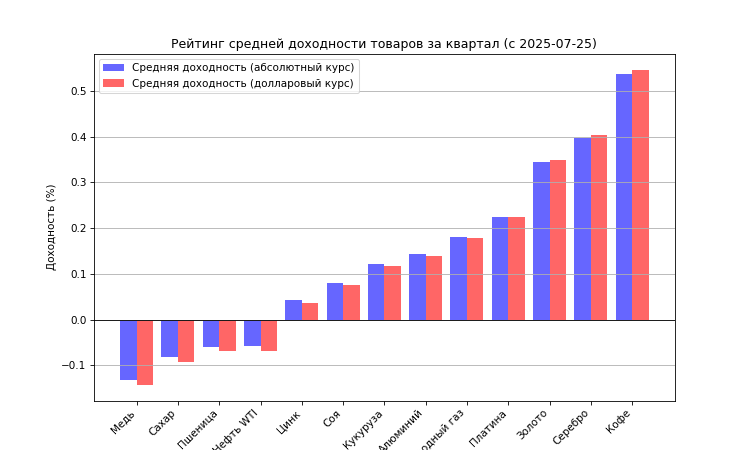 Рейтинг средней доходности товаров за квартал (с 2025-07-25)
Средняя доходность (абсолютный курс)
Средняя доходность (долларовый курс)
Доходность (%)
0.5
0.4
0.3
0.2
0.1
0.0
−0.1
Медь
Сахар
Пшеница
Нефть WTI
Цинк
Соя
Кукуруза
Алюминий
одный газ
Платина
Золото
Серебро
Кофе